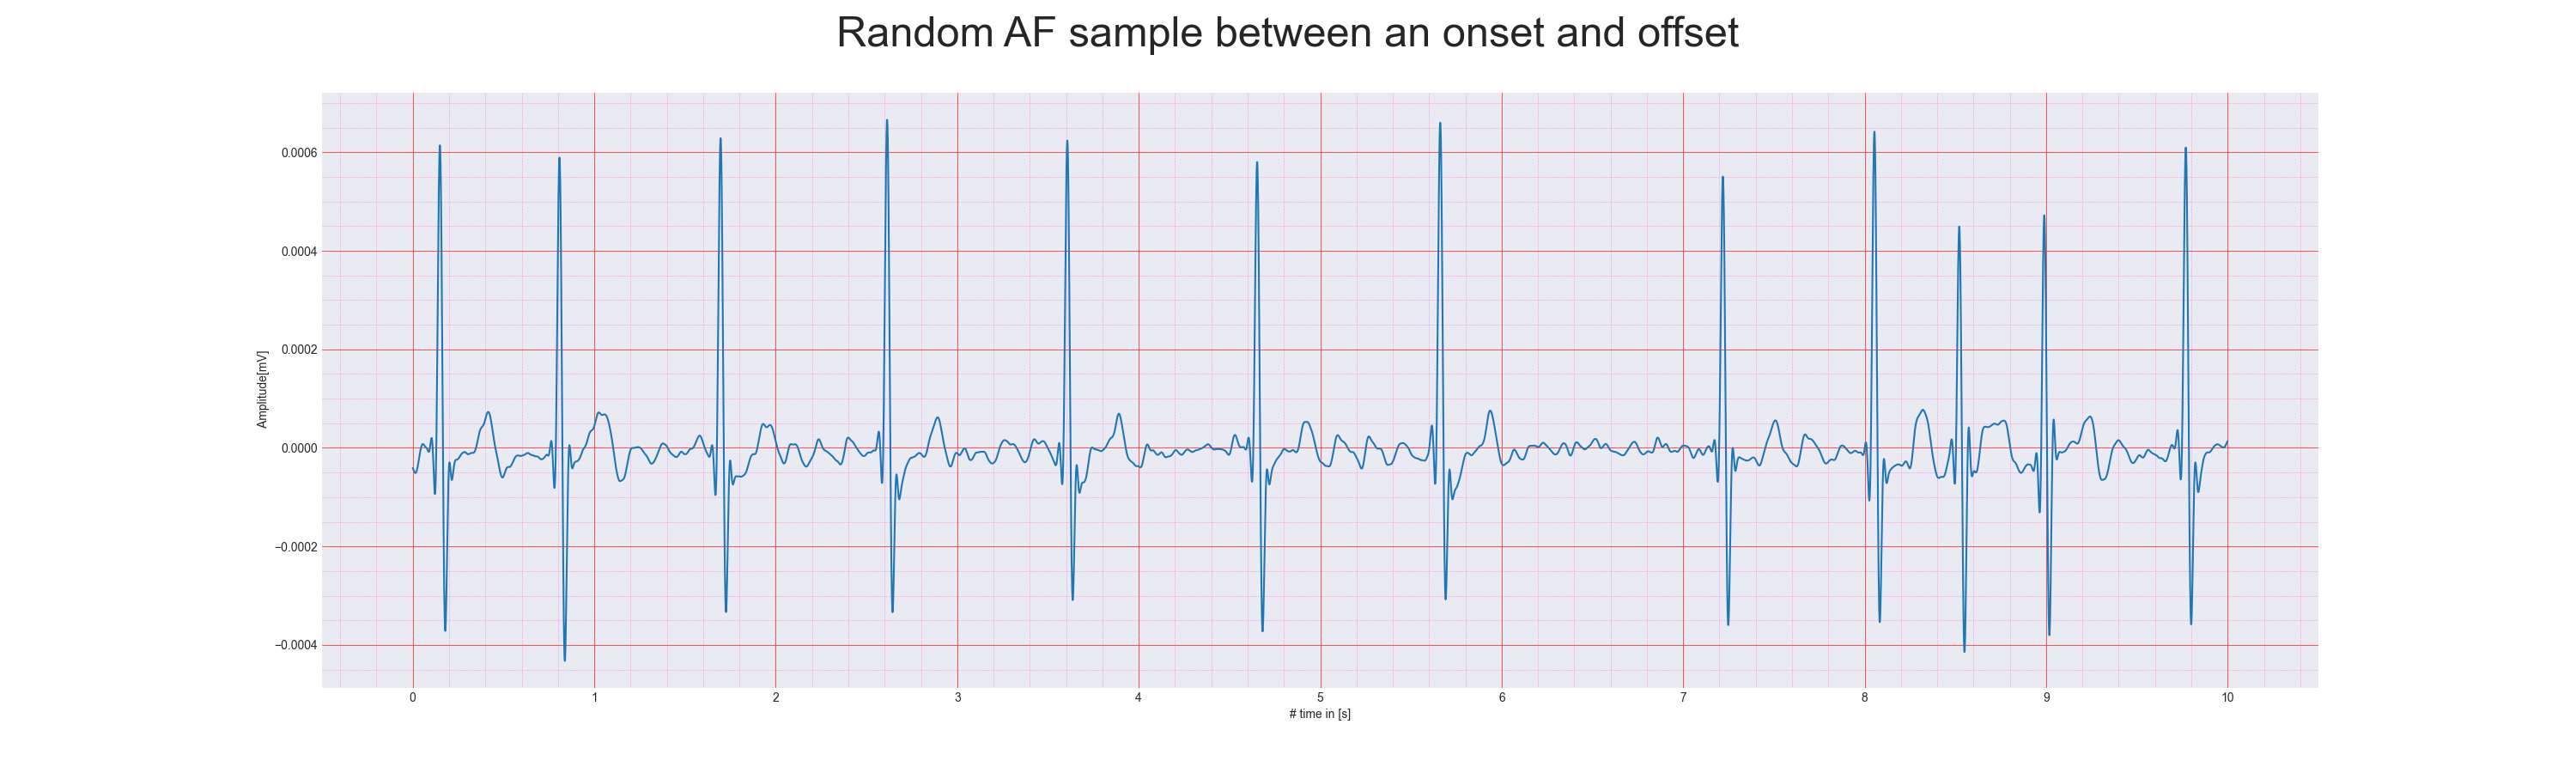 Random AF sample between an onset and offset
0.0006
0.0004
0.0002
0.0000
−0.0002
−0.0004
Amplitude[mV]
0 1 2 3 4 5 6 7 8 9 10
# time in [s]